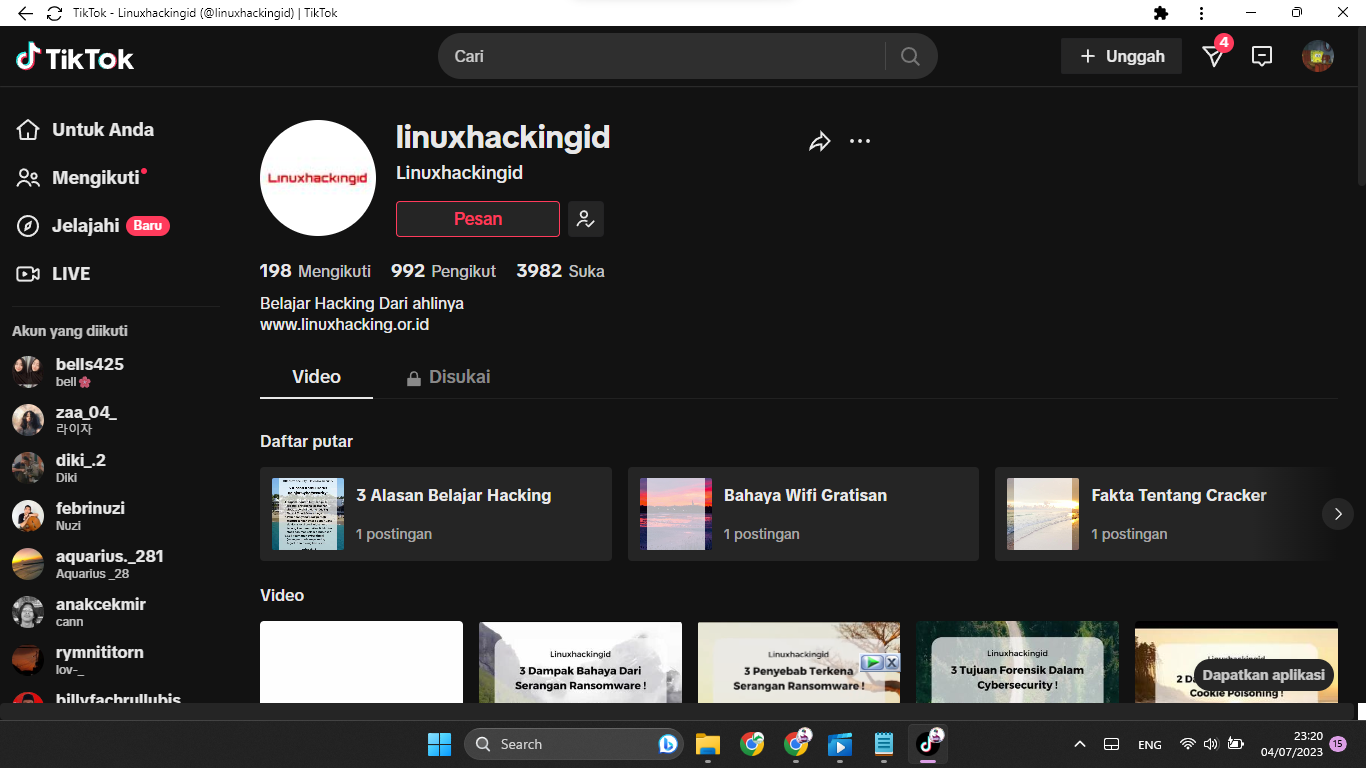 TikTok - Linuxhackingid (@linuxhackingid) | TikTok
TikTok
Cari
Unggah
4
Untuk Anda
Mengikuti
Jelajahi Baru
LIVE
Akun yang diikuti
bells425
bell🌸
zaa_04_
라이자
diki_.2
Diki
febrinuzi
Nuzi
aquarius._281
Aquarius _28
anakcekmir
cann
rymnititorn
lov-_
billyfachrullubis
Linuxhackingid
linuxhackingid
Linuxhackingid
Pesan
198 Mengikuti 992 Pengikut 3982 Suka
Belajar Hacking Dari ahlinya
www.linuxhacking.or.id
Video
Disukai
Daftar putar
3 Alasan Belajar Hacking
1 postingan
Bahaya Wifi Gratisan
1 postingan
Fakta Tentang Cracker
1 postingan
Video
Linuxhackingid
3 Dampak Bahaya Dari
Serangan Ransomware !
Linuxhackingid
3 Penyebab Terkena
Serangan Ransomware !
Linuxhackingid
3 Tujuan Forensik Dalam
Cybersecurity !
Linuxhackingid
Cookie Poisoning !
Dapatkan aplikasi
Search
ENG
23:20
04/07/2023
15